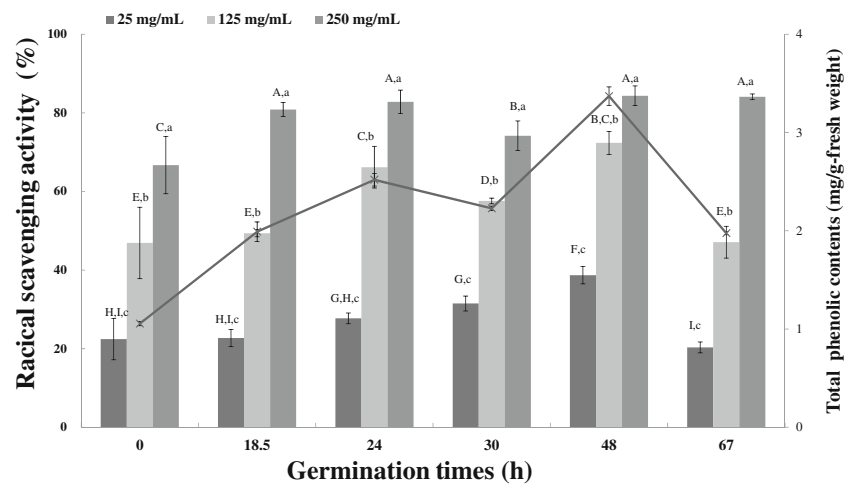 25 mg/mL 125 mg/mL 250 mg/mL
100 4
A,a A,a
A,a A,a
80 B,a
C,a C,b B,C,b 3
60 E,b D,b
E,b E,b 2
40 F,c
H,I,c H,I,c G,H,c G,c 1
20 I,c
0 0
0 18.5 24 30 48 67
Germination times (h)
Racical scavenging activity (%)
Total phenolic contents (mg/g-fresh weight)